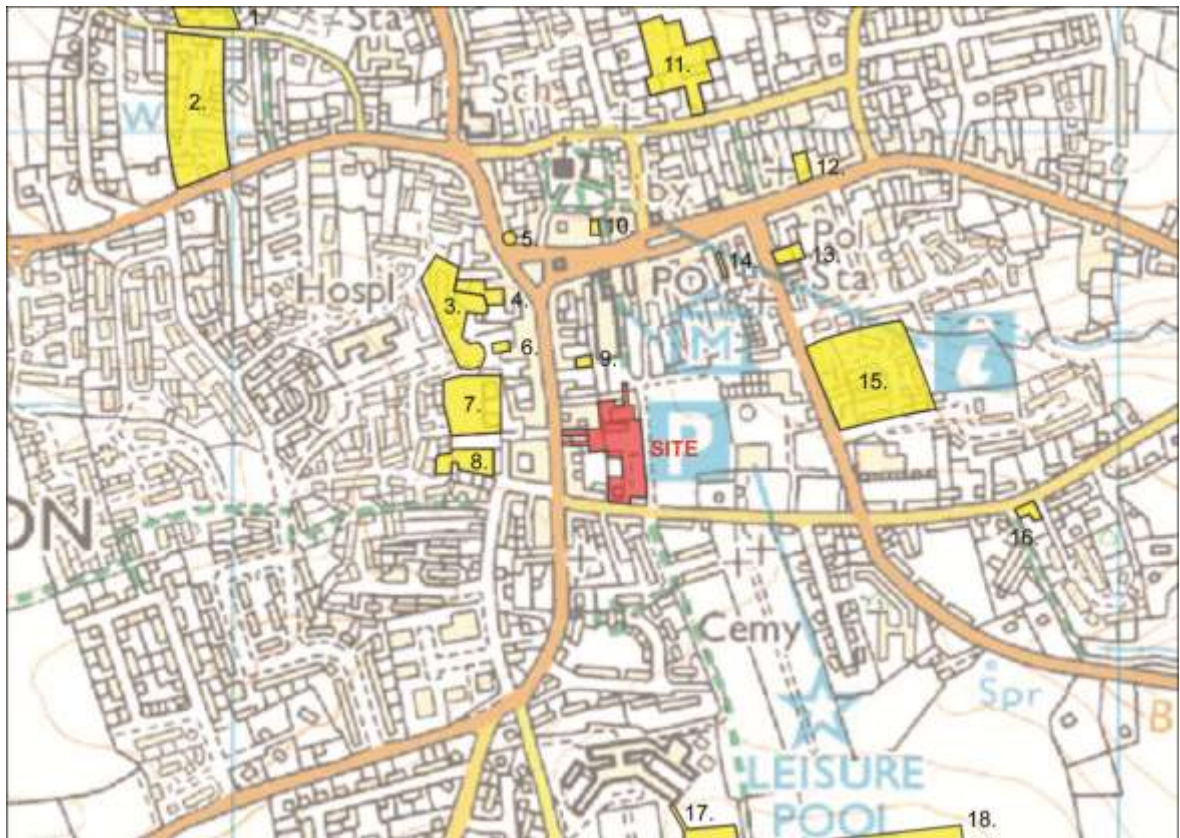 1.
Sta
2.
W
11.
Sch
12.
10
5.
Pol
13.
Sta
14.
PO
Hospl
3.
4.
M
6.
9.
i
15.
7.
P
SITE
8.
ON
16.
Cemy
H
Spr
B
LEISURE
POOL
17.
18.